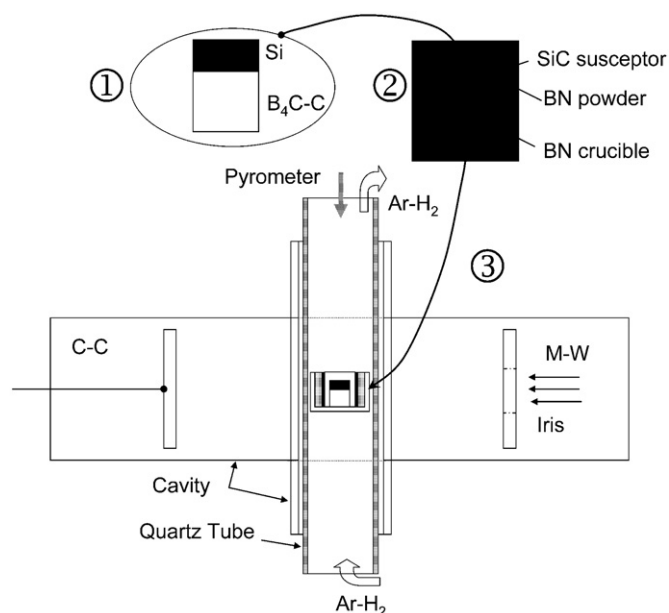 ①
Si
B₄C-C
②
SiC susceptor
BN powder
BN crucible
Pyrometer
Ar-H₂
③
C-C
M-W
Iris
Cavity
Quartz Tube
Ar-H₂